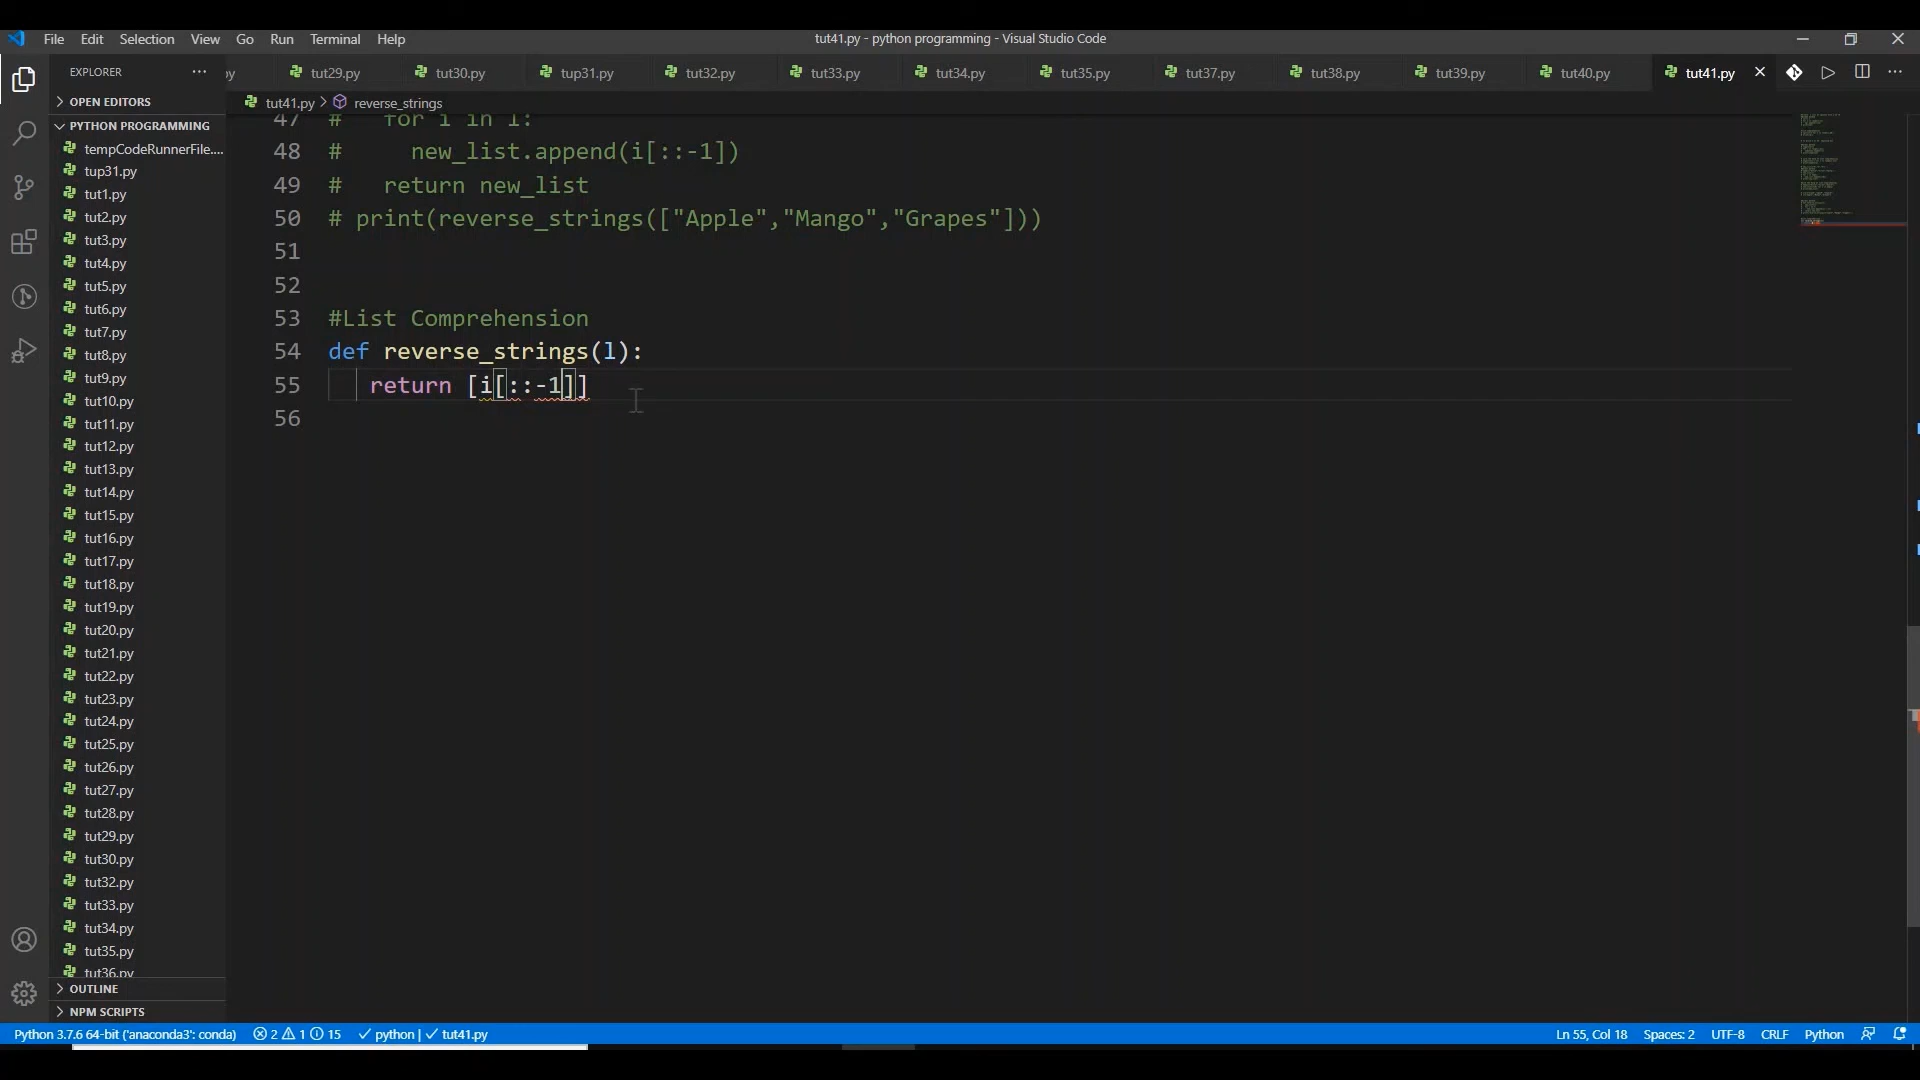 File Edit Selection View Go Run Terminal Help
tut41.py - python programming - Visual Studio Code
EXPLORER
py tut29.py tut30.py tup31.py tut32.py tut33.py tut34.py tut35.py tut37.py tut38.py tut39.py tut40.py tut41.py
OPEN EDITORS
tut41.py > reverse_strings
PYTHON PROGRAMMING
tempCodeRunnerFile....
tup31.py
tut1.py
tut2.py
tut3.py
tut4.py
tut5.py
tut6.py
tut7.py
tut8.py
tut9.py
tut10.py
tut11.py
tut12.py
tut13.py
tut14.py
tut15.py
tut16.py
tut17.py
tut18.py
tut19.py
tut20.py
tut21.py
tut22.py
tut23.py
tut24.py
tut25.py
tut26.py
tut27.py
tut28.py
tut29.py
tut30.py
tut32.py
tut33.py
tut34.py
tut35.py
tut36.py
OUTLINE
NPM SCRIPTS
47 # for i in l:
48 # new_list.append(i[::-1])
49 # return new_list
50 # print(reverse_strings(["Apple","Mango","Grapes"]))
51
52
53 #List Comprehension
54 def reverse_strings(l):
55 return [i[::-1]]
56
Python 3.7.6 64-bit ('anaconda3': conda) 2 1 15 python | tut41.py Ln 55, Col 18 Spaces: 2 UTF-8 CRLF Python